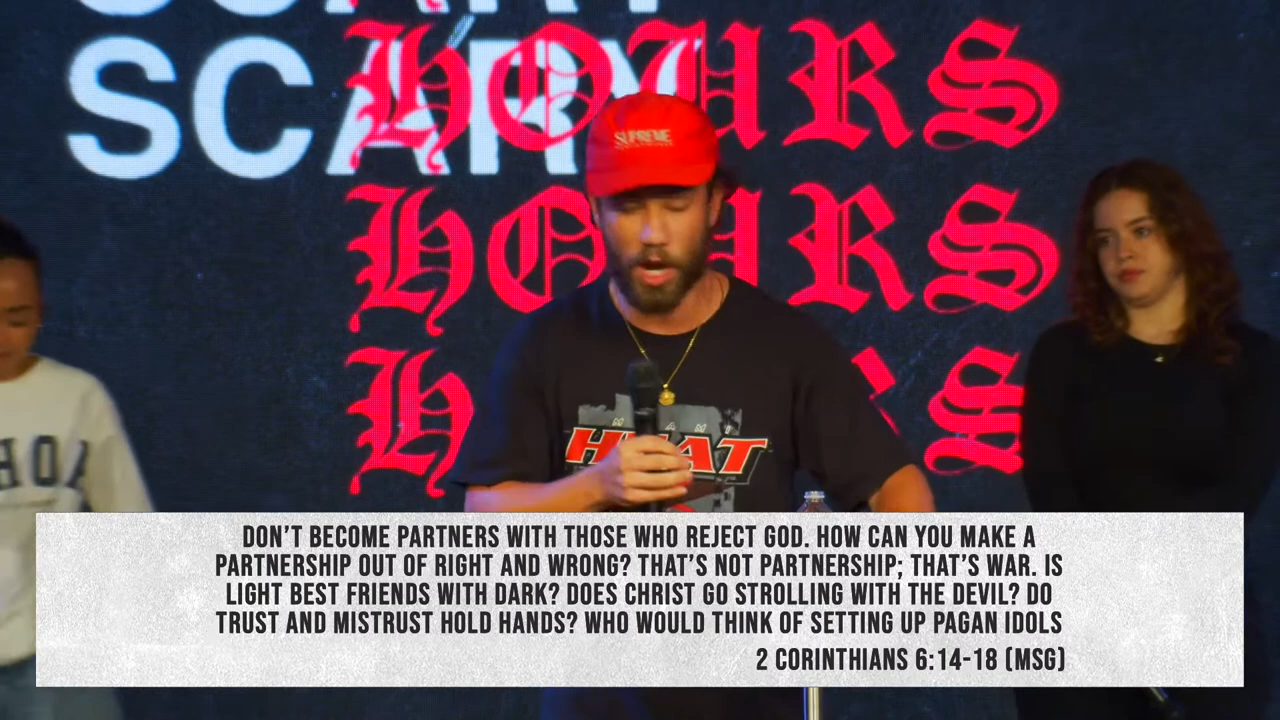 SCARY
HOURS
SUPREME
HOURS
HOURS
MIAMI
HEAT
DON'T BECOME PARTNERS WITH THOSE WHO REJECT GOD. HOW CAN YOU MAKE A
PARTNERSHIP OUT OF RIGHT AND WRONG? THAT'S NOT PARTNERSHIP; THAT'S WAR. IS
LIGHT BEST FRIENDS WITH DARK? DOES CHRIST GO STROLLING WITH THE DEVIL? DO
TRUST AND MISTRUST HOLD HANDS? WHO WOULD THINK OF SETTING UP PAGAN IDOLS
2 CORINTHIANS 6:14-18 (MSG)